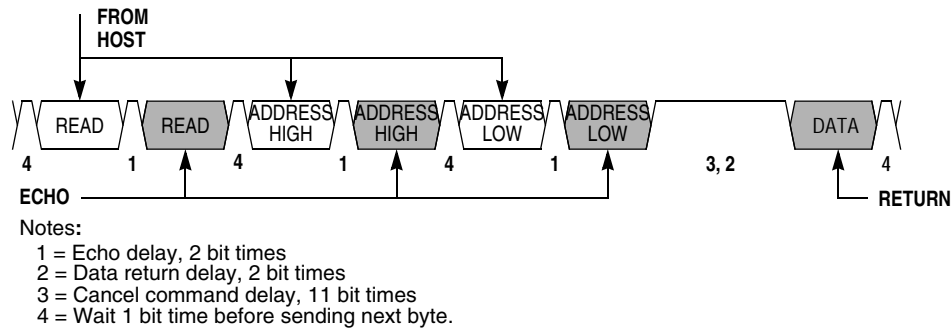 FROM
HOST
READ READ ADDRESS HIGH ADDRESS HIGH ADDRESS LOW ADDRESS LOW DATA
4 1 4 1 4 1 3, 2 4
ECHO RETURN
Notes:
1 = Echo delay, 2 bit times
2 = Data return delay, 2 bit times
3 = Cancel command delay, 11 bit times
4 = Wait 1 bit time before sending next byte.